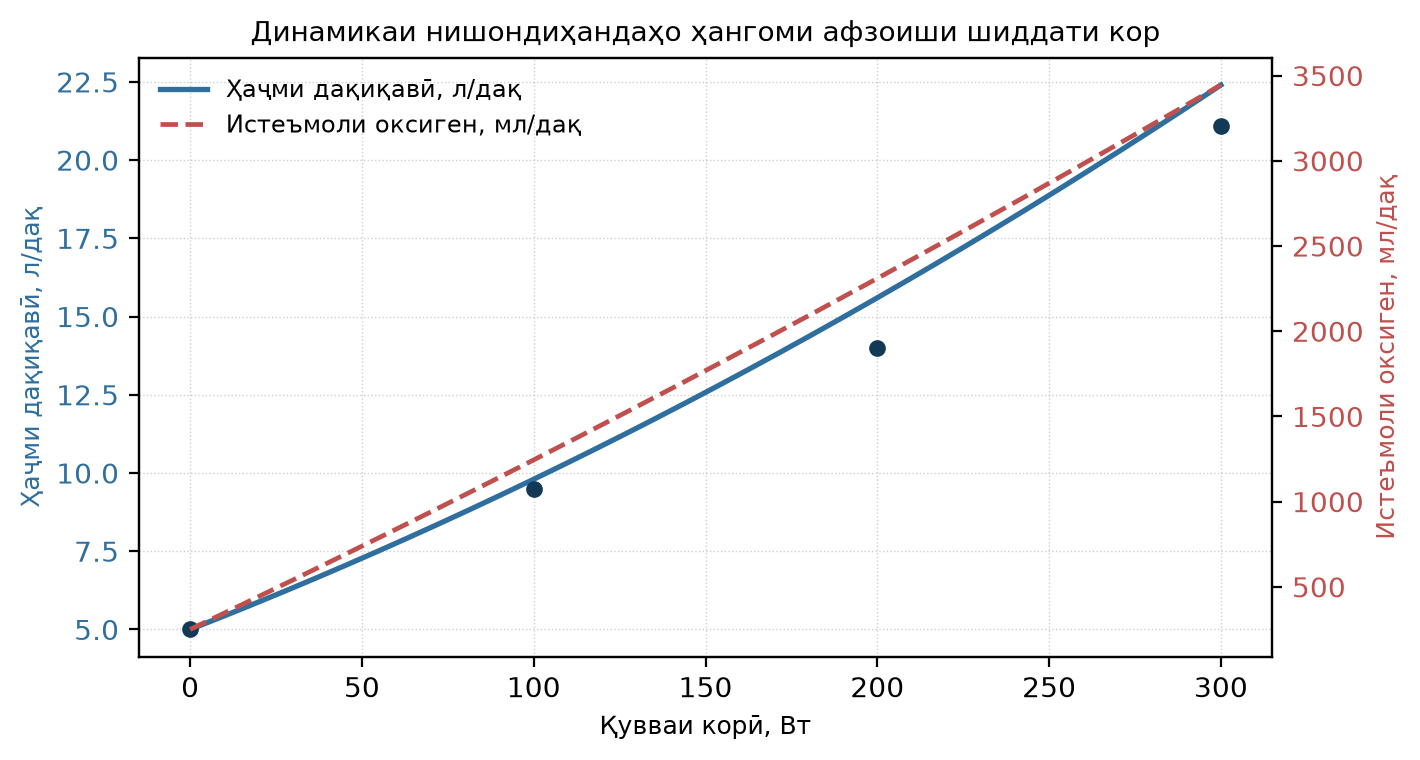 Динамикаи нишондиҳандаҳо ҳангоми афзоиши шиддати кор
Ҳаҷми дақиқавӣ, л/дақ
Истеъмоли оксиген, мл/дақ
Ҳаҷми дақиқавӣ, л/дақ
22.5
20.0
17.5
15.0
12.5
10.0
7.5
5.0
3500
3000
2500
2000
1500
1000
500
Истеъмоли оксиген, мл/дақ
0 50 100 150 200 250 300
Қувваи корӣ, Вт